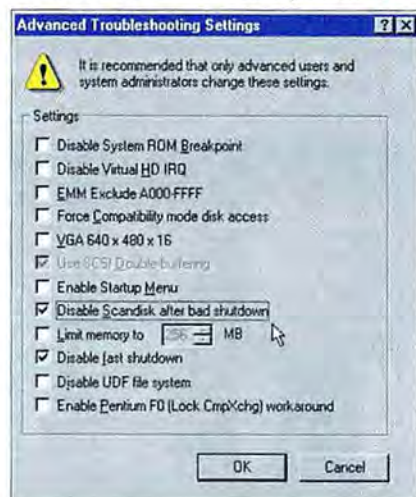 Advanced Troubleshooting Settings
It is recommended that only advanced users and
system administrators change these settings.
Settings
Disable System ROM Breakpoint
Disable Virtual HD IRQ
EMM Exclude A000-FFFF
Force Compatibility mode disk access
VGA 640 x 480 x 16
Use SCSI Double-buffering
Enable Startup Menu
Disable Scandisk after bad shutdown
Limit memory to 256 MB
Disable fast shutdown
Disable UDF file system
Enable Pentium F0 (Lock CmpXchg) workaround
OK Cancel